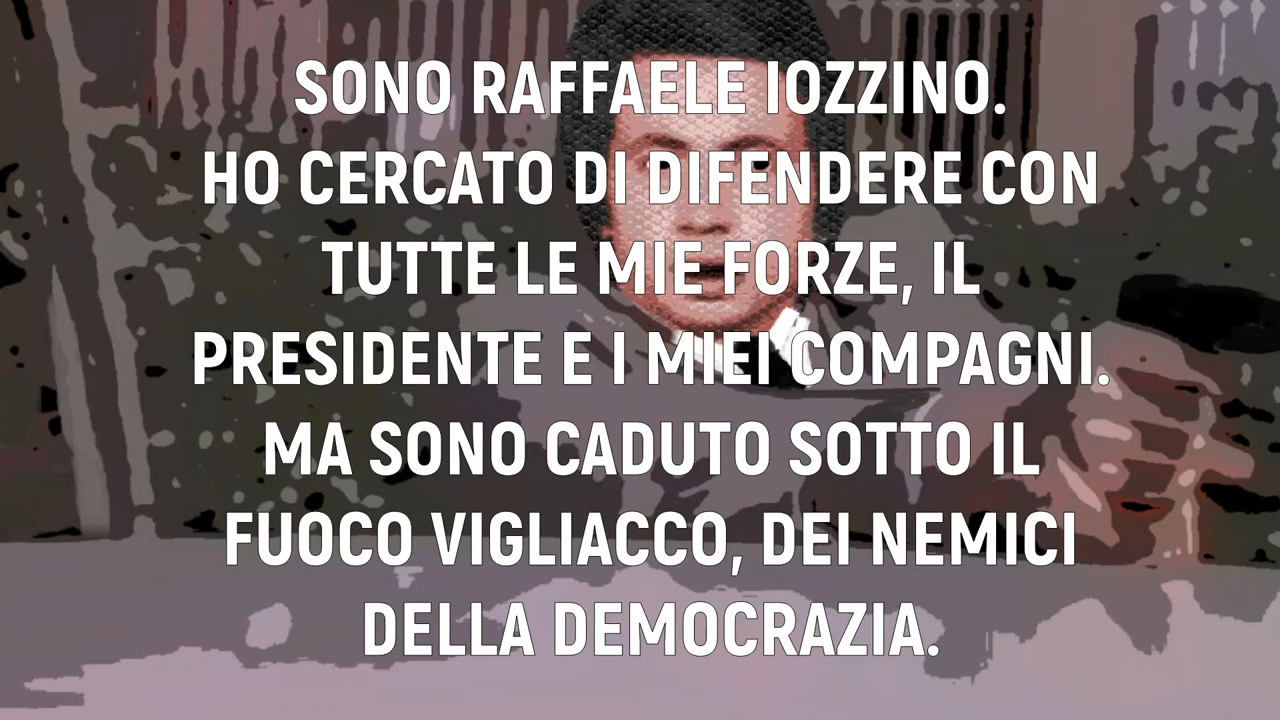 SONO RAFFAELE IOZZINO.
HO CERCATO DI DIFENDERE CON
TUTTE LE MIE FORZE, IL
PRESIDENTE E I MIEI COMPAGNI.
MA SONO CADUTO SOTTO IL
FUOCO VIGLIACCO, DEI NEMICI
DELLA DEMOCRAZIA.